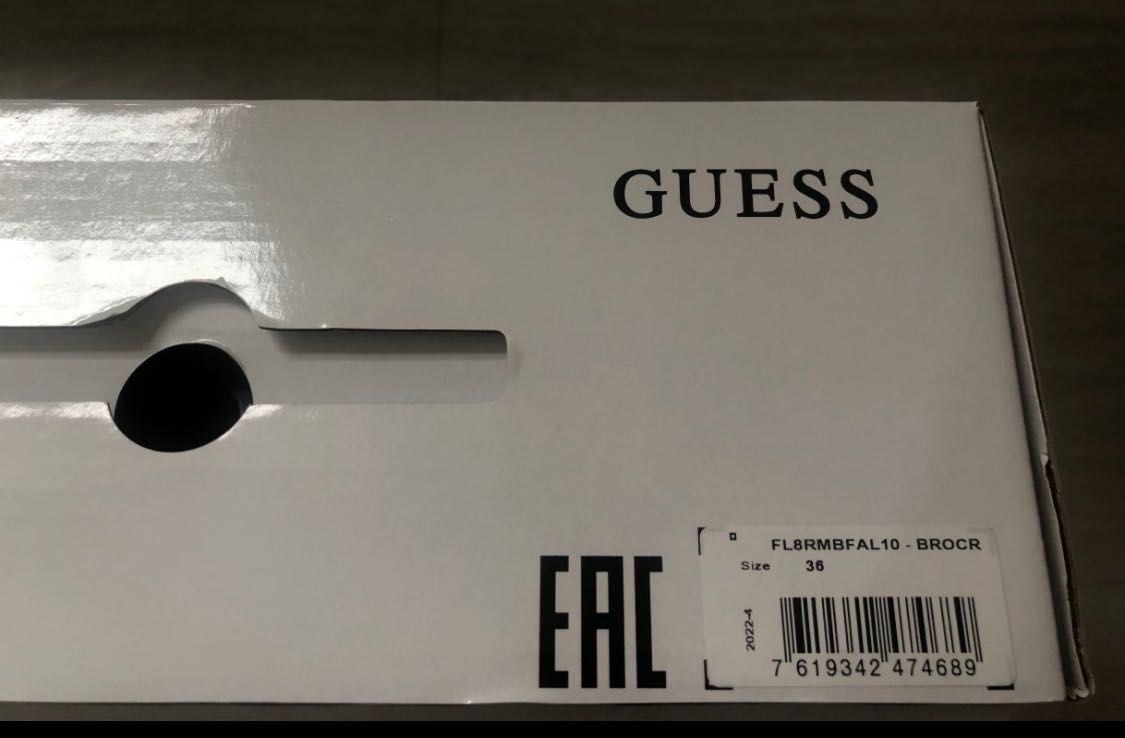 GUESS
EAC
FL8RMBFAL10 - BROCR
Size 36
2022-4
7 619342 474689